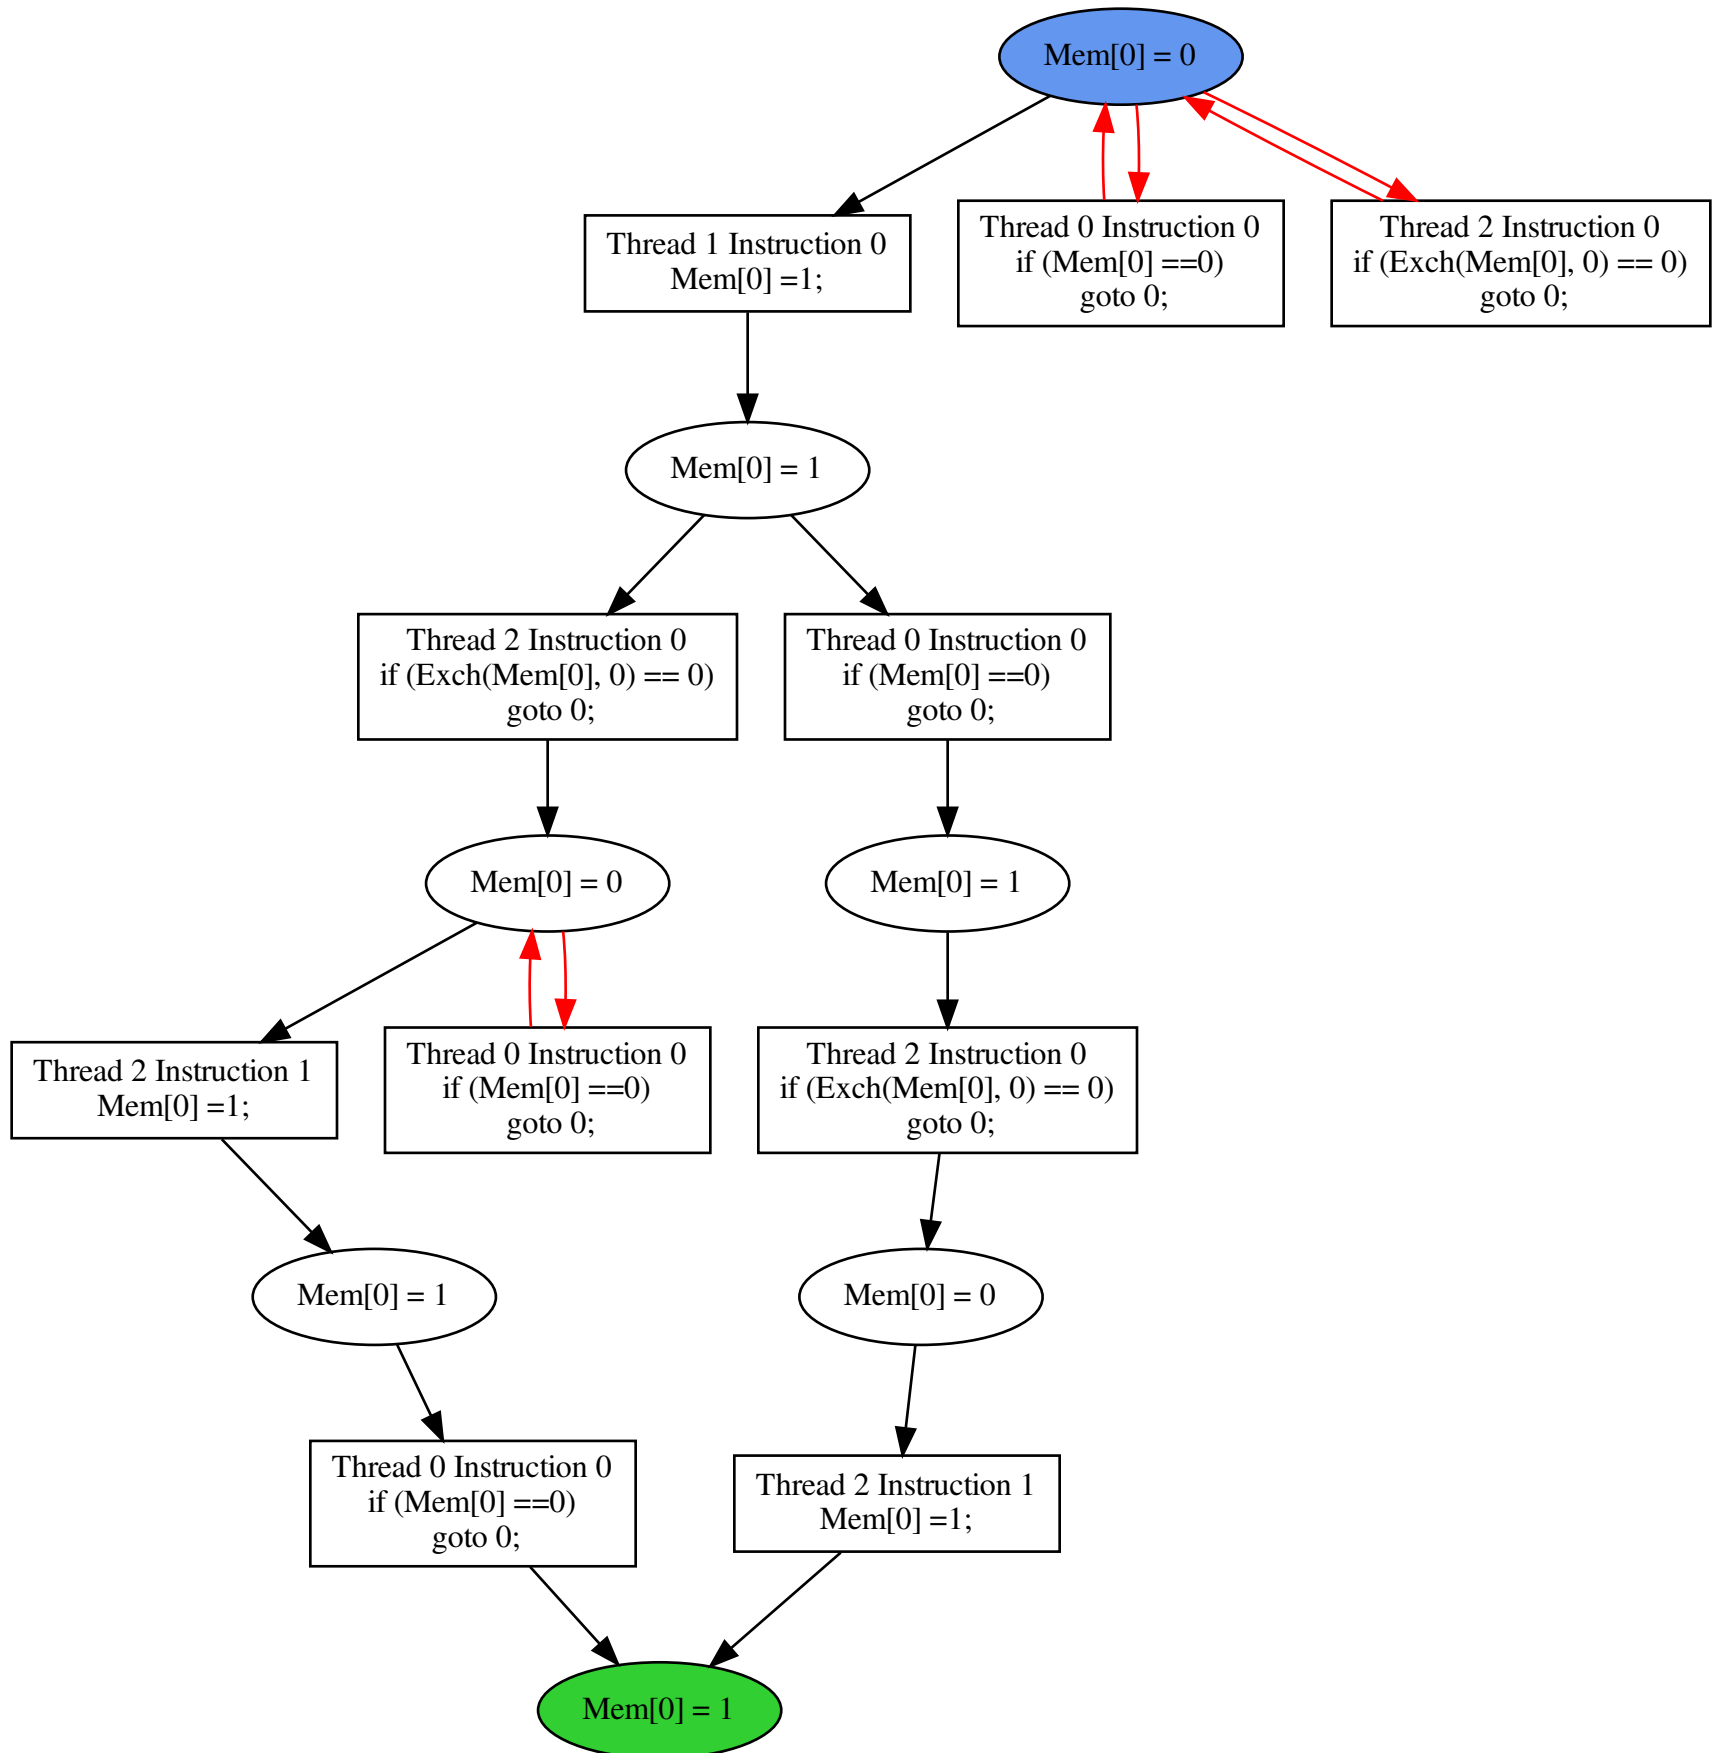 Mem[0] = 0
Thread 1 Instruction 0
Mem[0] =1;
Thread 0 Instruction 0
if (Mem[0] ==0)
goto 0;
Thread 2 Instruction 0
if (Exch(Mem[0], 0) == 0)
goto 0;
Mem[0] = 1
Thread 2 Instruction 0
if (Exch(Mem[0], 0) == 0)
goto 0;
Thread 0 Instruction 0
if (Mem[0] ==0)
goto 0;
Mem[0] = 0
Mem[0] = 1
Thread 2 Instruction 1
Mem[0] =1;
Thread 0 Instruction 0
if (Mem[0] ==0)
goto 0;
Thread 2 Instruction 0
if (Exch(Mem[0], 0) == 0)
goto 0;
Mem[0] = 1
Mem[0] = 0
Thread 0 Instruction 0
if (Mem[0] ==0)
goto 0;
Thread 2 Instruction 1
Mem[0] =1;
Mem[0] = 1